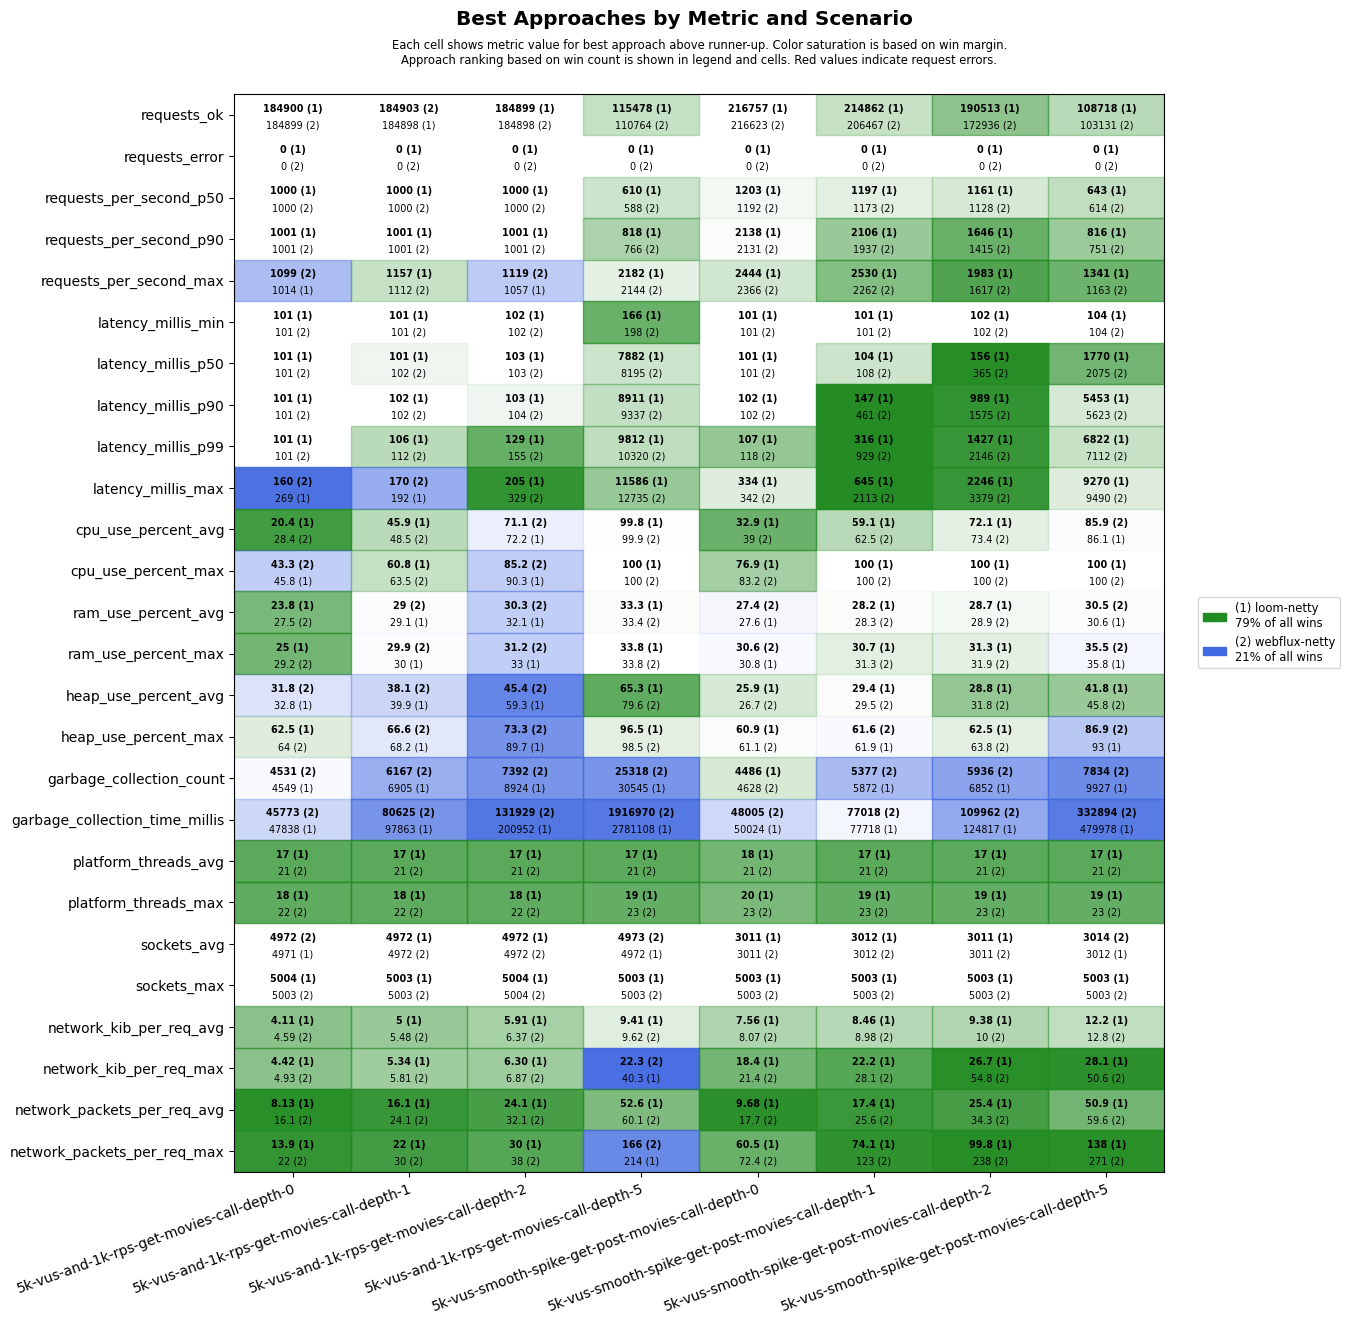 Best Approaches by Metric and Scenario
Each cell shows metric value for best approach above runner-up. Color saturation is based on win margin.
Approach ranking based on win count is shown in legend and cells. Red values indicate request errors.
requests_ok
184900 (1) 184903 (2) 184899 (1) 115478 (1) 216757 (1) 214862 (1) 190513 (1) 108718 (1)
184899 (2) 184898 (1) 184898 (2) 110764 (2) 216623 (2) 206467 (2) 172936 (2) 103131 (2)
requests_error
0 (1) 0 (1) 0 (1) 0 (1) 0 (1) 0 (1) 0 (1) 0 (1)
0 (2) 0 (2) 0 (2) 0 (2) 0 (2) 0 (2) 0 (2) 0 (2)
requests_per_second_p50
1000 (1) 1000 (1) 1000 (1) 610 (1) 1203 (1) 1197 (1) 1161 (1) 643 (1)
1000 (2) 1000 (2) 1000 (2) 588 (2) 1192 (2) 1173 (2) 1128 (2) 614 (2)
requests_per_second_p90
1001 (1) 1001 (1) 1001 (1) 818 (1) 2138 (1) 2106 (1) 1646 (1) 816 (1)
1001 (2) 1001 (2) 1001 (2) 766 (2) 2131 (2) 1937 (2) 1415 (2) 751 (2)
requests_per_second_max
1099 (2) 1157 (1) 1119 (2) 2182 (1) 2444 (1) 2530 (1) 1983 (1) 1341 (1)
1014 (1) 1112 (2) 1057 (1) 2144 (2) 2366 (2) 2262 (2) 1617 (2) 1163 (2)
latency_millis_min
101 (1) 101 (1) 102 (1) 166 (1) 101 (1) 101 (1) 102 (1) 104 (1)
101 (2) 101 (2) 102 (2) 198 (2) 101 (2) 101 (2) 102 (2) 104 (2)
latency_millis_p50
101 (1) 101 (1) 103 (1) 7882 (1) 101 (1) 104 (1) 156 (1) 1770 (1)
101 (2) 102 (2) 103 (2) 8195 (2) 101 (2) 108 (2) 365 (2) 2075 (2)
latency_millis_p90
101 (1) 102 (1) 103 (1) 8911 (1) 102 (1) 147 (1) 989 (1) 5453 (1)
101 (2) 102 (2) 104 (2) 9337 (2) 102 (2) 461 (2) 1575 (2) 5623 (2)
latency_millis_p99
101 (1) 106 (1) 129 (1) 9812 (1) 107 (1) 316 (1) 1427 (1) 6822 (1)
101 (2) 112 (2) 155 (2) 10320 (2) 118 (2) 929 (2) 2146 (2) 7112 (2)
latency_millis_max
160 (2) 170 (2) 205 (1) 11586 (1) 334 (1) 645 (1) 2246 (1) 9270 (1)
269 (1) 192 (1) 329 (2) 12735 (2) 342 (2) 2113 (2) 3379 (2) 9490 (2)
cpu_use_percent_avg
20.4 (1) 45.9 (1) 71.1 (2) 99.8 (1) 32.9 (1) 59.1 (1) 72.1 (1) 85.9 (2)
28.4 (2) 48.5 (2) 72.2 (1) 99.9 (2) 39 (2) 62.5 (2) 73.4 (2) 86.1 (1)
cpu_use_percent_max
43.3 (2) 60.8 (1) 85.2 (2) 100 (1) 76.9 (1) 100 (1) 100 (1) 100 (1)
45.8 (1) 63.5 (2) 90.3 (1) 100 (2) 83.2 (2) 100 (2) 100 (2) 100 (2)
ram_use_percent_avg
23.8 (1) 29 (2) 30.3 (2) 33.3 (1) 27.4 (2) 28.2 (1) 28.7 (1) 30.5 (2)
27.5 (2) 29.1 (1) 32.1 (1) 33.4 (2) 27.6 (1) 28.3 (2) 28.9 (2) 30.6 (1)
ram_use_percent_max
25 (1) 29.9 (2) 31.2 (2) 33.8 (1) 30.6 (2) 30.7 (1) 31.3 (1) 35.5 (2)
29.2 (2) 30 (1) 33 (1) 33.8 (2) 30.8 (1) 31.3 (2) 31.9 (2) 35.8 (1)
heap_use_percent_avg
31.8 (2) 38.1 (2) 45.4 (2) 65.3 (1) 25.9 (1) 29.4 (1) 28.8 (1) 41.8 (1)
32.8 (1) 39.9 (1) 59.3 (1) 79.6 (2) 26.7 (2) 29.5 (2) 31.8 (2) 45.8 (2)
heap_use_percent_max
62.5 (1) 66.6 (2) 73.3 (2) 96.5 (1) 60.9 (1) 61.6 (2) 62.5 (1) 86.9 (2)
64 (2) 68.2 (1) 89.7 (1) 98.5 (2) 61.1 (2) 61.9 (1) 63.8 (2) 93 (1)
garbage_collection_count
4531 (2) 6167 (2) 7392 (2) 25318 (2) 4486 (1) 5377 (2) 5936 (2) 7834 (2)
4549 (1) 6905 (1) 8924 (1) 30545 (1) 4628 (2) 5872 (1) 6852 (1) 9927 (1)
garbage_collection_time_millis
45773 (2) 80625 (2) 131929 (2) 1916970 (2) 48005 (2) 77018 (2) 109962 (2) 332894 (2)
47838 (1) 97863 (1) 200952 (1) 2781108 (1) 50024 (1) 77718 (1) 124817 (1) 479978 (1)
platform_threads_avg
17 (1) 17 (1) 17 (1) 17 (1) 18 (1) 17 (1) 17 (1) 17 (1)
21 (2) 21 (2) 21 (2) 21 (2) 21 (2) 21 (2) 21 (2) 21 (2)
platform_threads_max
18 (1) 18 (1) 18 (1) 19 (1) 20 (1) 19 (1) 19 (1) 19 (1)
22 (2) 22 (2) 22 (2) 23 (2) 23 (2) 23 (2) 23 (2) 23 (2)
sockets_avg
4972 (2) 4972 (1) 4972 (1) 4973 (2) 3011 (1) 3012 (1) 3011 (1) 3014 (2)
4971 (1) 4972 (2) 4972 (2) 4972 (1) 3011 (2) 3012 (2) 3011 (2) 3012 (1)
sockets_max
5004 (1) 5003 (1) 5004 (1) 5003 (1) 5003 (1) 5003 (1) 5003 (1) 5003 (1)
5003 (2) 5003 (2) 5004 (2) 5003 (2) 5003 (2) 5003 (2) 5003 (2) 5003 (2)
network_kib_per_req_avg
4.11 (1) 5 (1) 5.91 (1) 9.41 (1) 7.56 (1) 8.46 (1) 9.38 (1) 12.2 (1)
4.59 (2) 5.48 (2) 6.37 (2) 9.62 (2) 8.07 (2) 8.98 (2) 10 (2) 12.8 (2)
network_kib_per_req_max
4.42 (1) 5.34 (1) 6.30 (1) 22.3 (2) 18.4 (1) 22.2 (1) 26.7 (1) 28.1 (1)
4.93 (2) 5.81 (2) 6.87 (2) 40.3 (1) 21.4 (2) 28.1 (2) 54.8 (2) 50.6 (2)
network_packets_per_req_avg
8.13 (1) 16.1 (1) 24.1 (1) 52.6 (1) 9.68 (1) 17.4 (1) 25.4 (1) 50.9 (1)
16.1 (2) 24.1 (2) 32.1 (2) 60.1 (2) 17.7 (2) 25.6 (2) 34.3 (2) 59.6 (2)
network_packets_per_req_max
13.9 (1) 22 (1) 30 (1) 166 (2) 60.5 (1) 74.1 (1) 99.8 (1) 138 (1)
22 (2) 30 (2) 38 (2) 214 (1) 72.4 (2) 123 (2) 238 (2) 271 (2)
5k-vus-and-1k-rps-get-movies-call-depth-0
5k-vus-and-1k-rps-get-movies-call-depth-1
5k-vus-and-1k-rps-get-movies-call-depth-2
5k-vus-and-1k-rps-get-movies-call-depth-5
5k-vus-smooth-spike-get-post-movies-call-depth-0
5k-vus-smooth-spike-get-post-movies-call-depth-1
5k-vus-smooth-spike-get-post-movies-call-depth-2
5k-vus-smooth-spike-get-post-movies-call-depth-5
(1) loom-netty
79% of all wins
(2) webflux-netty
21% of all wins